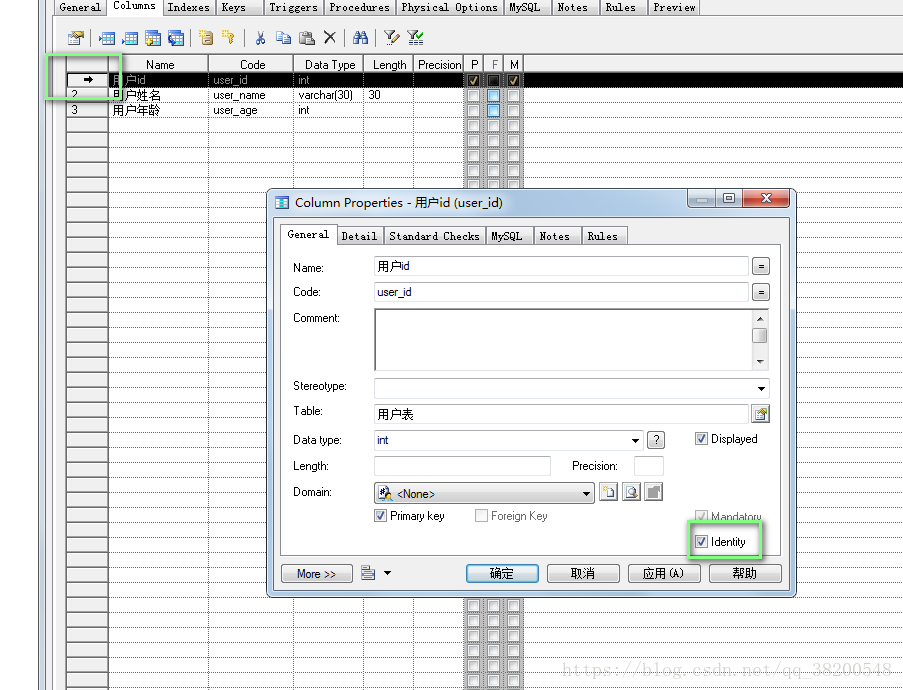 General Columns Indexes Keys Triggers Procedures Physical Options MySQL Notes Rules Preview
Name Code Data Type Length Precision P F M
用户id user_id int
2 用户姓名 user_name varchar(30) 30
3 用户年龄 user_age int
Column Properties - 用户id (user_id)
General Detail Standard Checks MySQL Notes Rules
Name: 用户id =
Code: user_id =
Comment:
Stereotype:
Table: 用户表
Data type: int ? Displayed
Length: Precision:
Domain: <None>
Primary key Foreign Key Mandatory
Identity
More >> 确定 取消 应用(A) 帮助
https://blog.csdn.net/qq_38200548